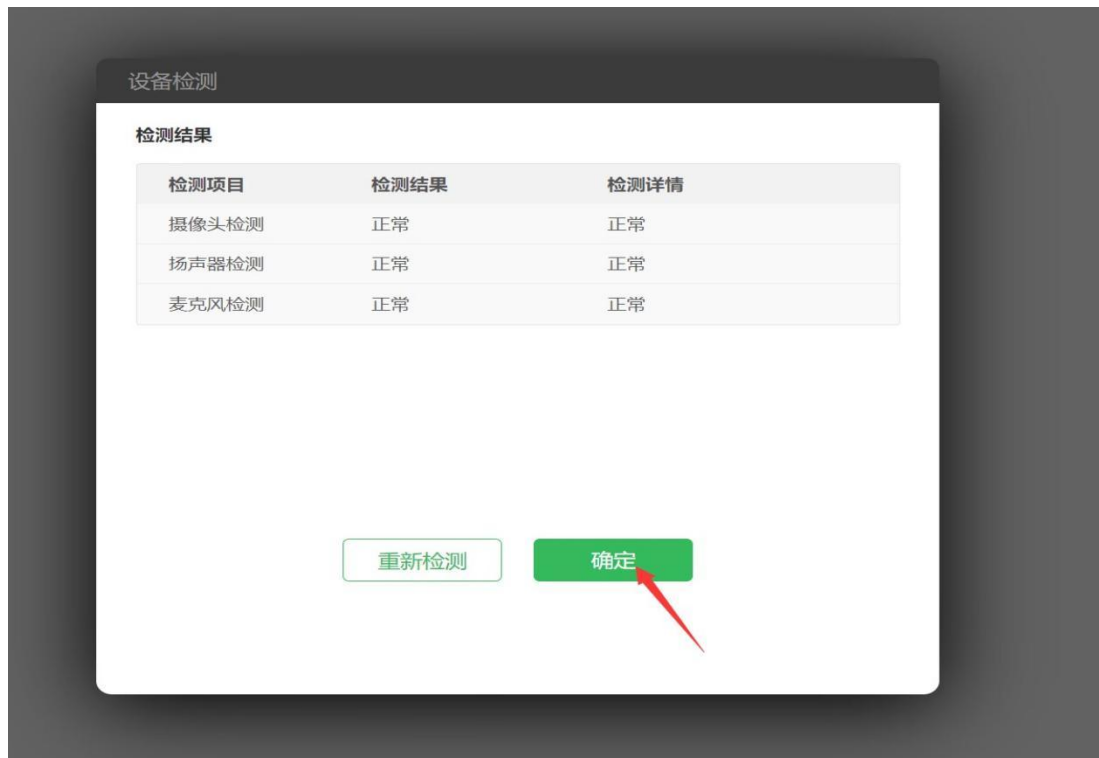 设备检测
检测结果
检测项目 检测结果 检测详情
摄像头检测 正常 正常
扬声器检测 正常 正常
麦克风检测 正常 正常
重新检测 确定